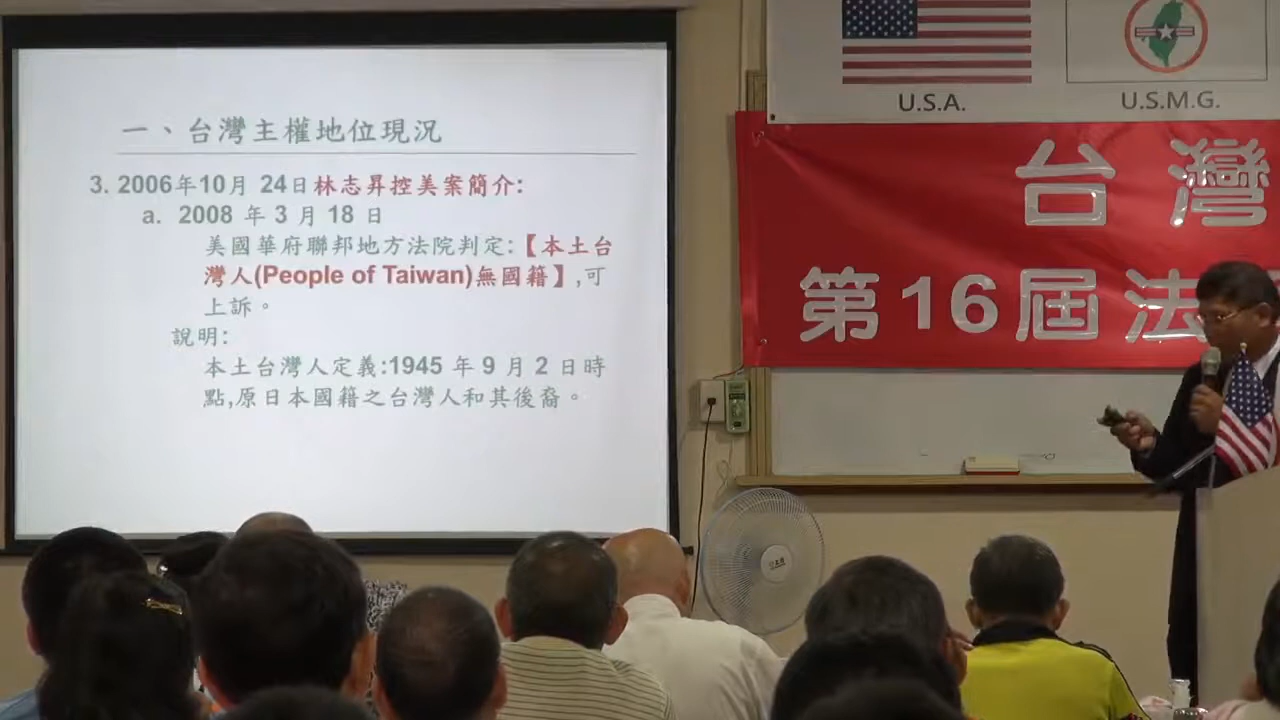 一、台灣主權地位現況
3. 2006年10月 24日林志昇控美案簡介:
a. 2008 年 3 月 18 日
美國華府聯邦地方法院判定:【本土台
灣人(People of Taiwan)無國籍】,可
上訴。
說明:
本土台灣人定義:1945 年 9 月 2 日時
點,原日本國籍之台灣人和其後裔。
U.S.A.
U.S.M.G.
台灣
第16屆法